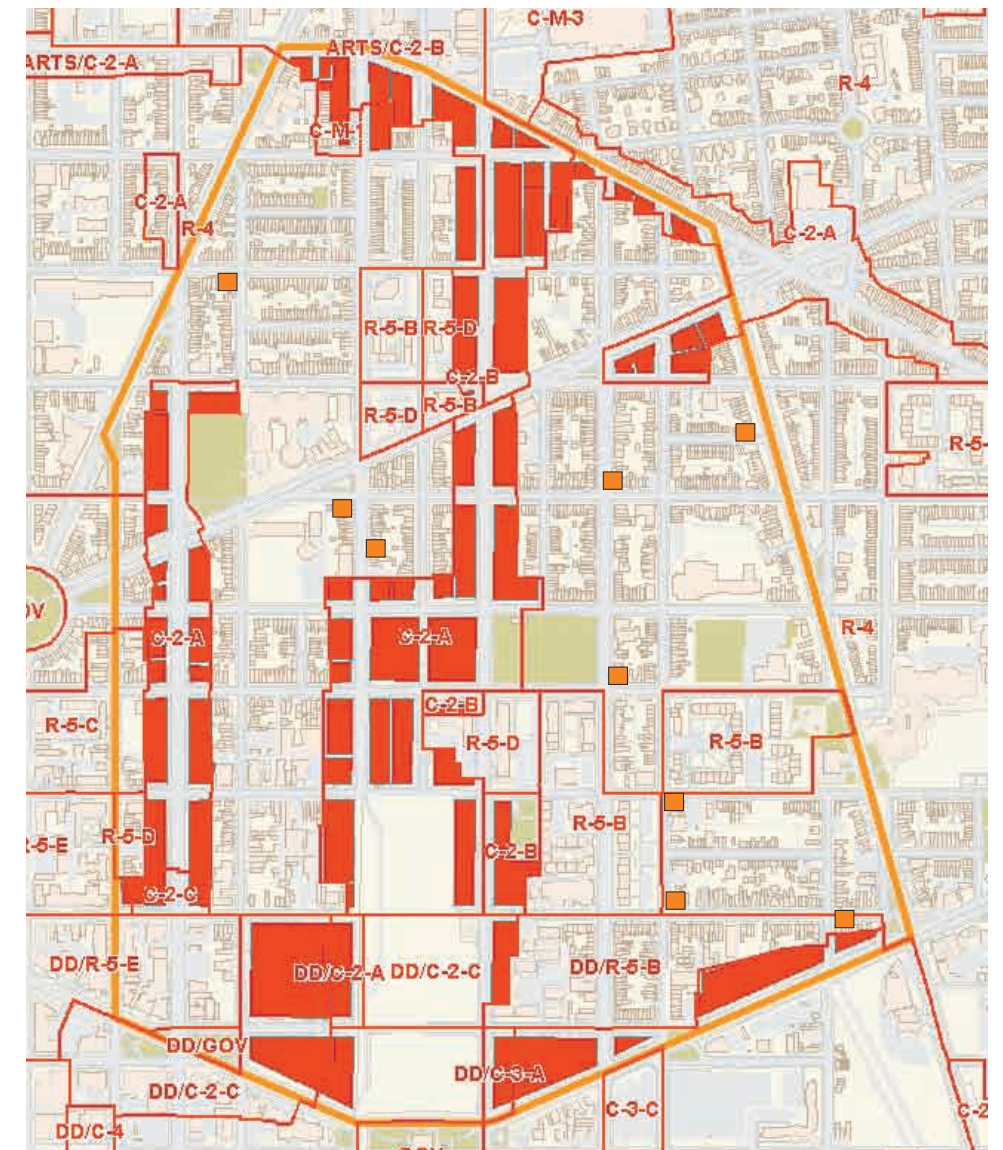 C-M-3
ARTS/C-2-B
ARTS/C-2-A
R-4
C-M-1
C-2-A
R-4
C-2-A
R-5-B
R-5-D
C-2-B
R-5-D
R-5-B
R-5-
OV
C-2-A
C-2-A
R-4
R-5-C
C-2-B
R-5-D
R-5-B
R-5-E
R-5-D
R-5-B
C-2-B
C-2-C
DD/R-5-E
DD/C-2-A
DD/C-2-C
DD/R-5-B
DD/GOV
DD/C-3-A
DD/C-2-C
C-3-C
C-2
DD/C-4